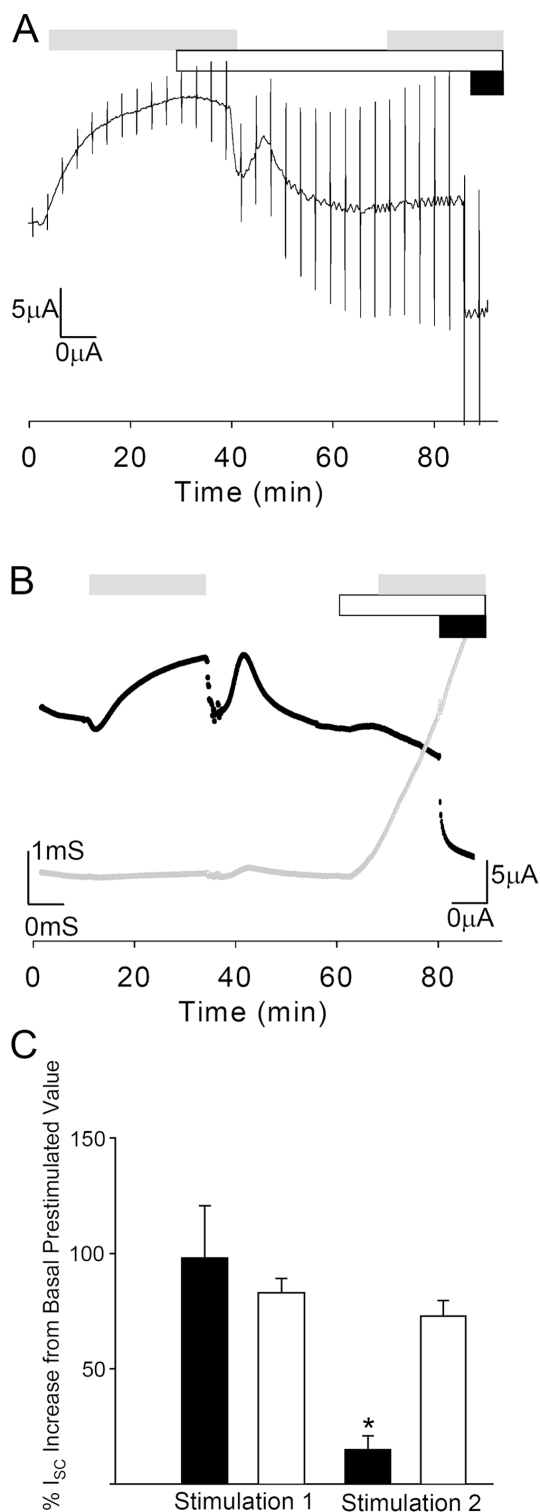 A
5μA
0μA
0 20 40 60 80
Time (min)
B
1mS
0mS
5μA
0μA
0 20 40 60 80
Time (min)
C
% I_SC Increase from Basal Prestimulated Value
150
100
50
*
Stimulation 1 Stimulation 2